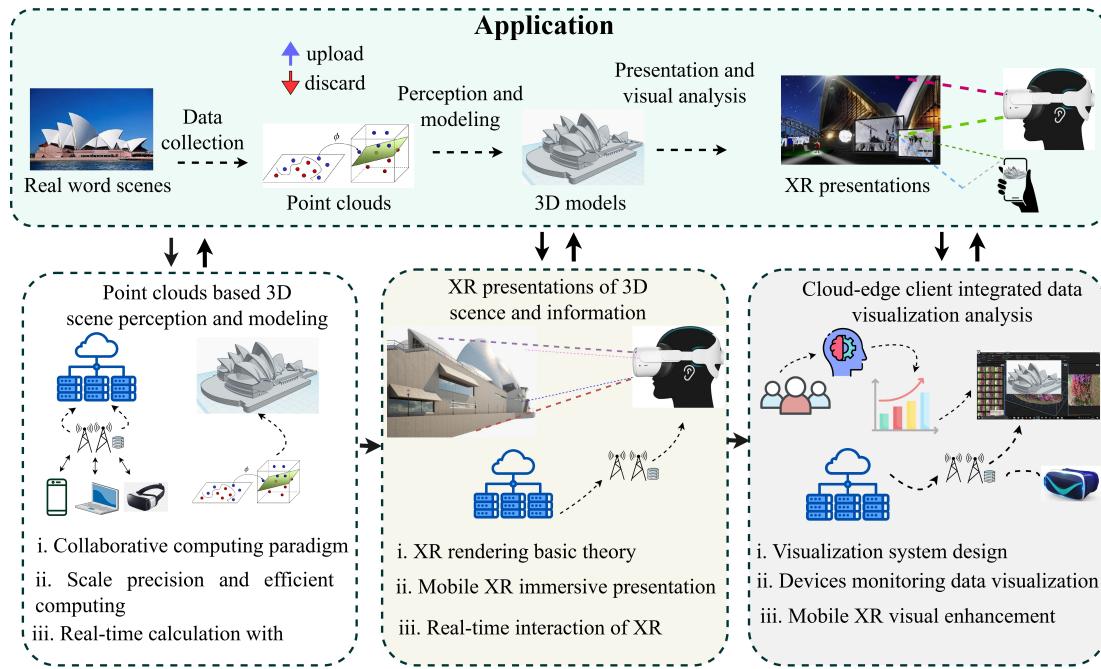 Application
upload
discard
Data
collection
Perception and
modeling
Presentation and
visual analysis
ϕ
Real word scenes
Point clouds
3D models
XR presentations
Point clouds based 3D
scene perception and modeling
ϕ
i. Collaborative computing paradigm
ii. Scale precision and efficient
computing
iii. Real-time calculation with
XR presentations of 3D
scence and information
i. XR rendering basic theory
ii. Mobile XR immersive presentation
iii. Real-time interaction of XR
Cloud-edge client integrated data
visualization analysis
i. Visualization system design
ii. Devices monitoring data visualization
iii. Mobile XR visual enhancement